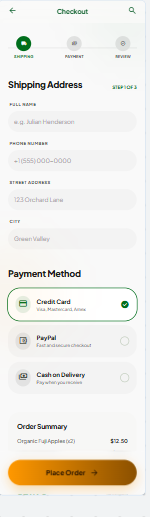 Checkout
SHIPPING PAYMENT REVIEW
Shipping Address STEP 1 OF 3
FULL NAME
e.g. Julian Henderson
PHONE NUMBER
+1 (555) 000-0000
STREET ADDRESS
123 Orchard Lane
CITY
Green Valley
Payment Method
Credit Card
Visa, Mastercard, Amex
PayPal
Fast and secure checkout
Cash on Delivery
Pay when you receive
Order Summary
Organic Fuji Apples (x2) $12.50
Place Order